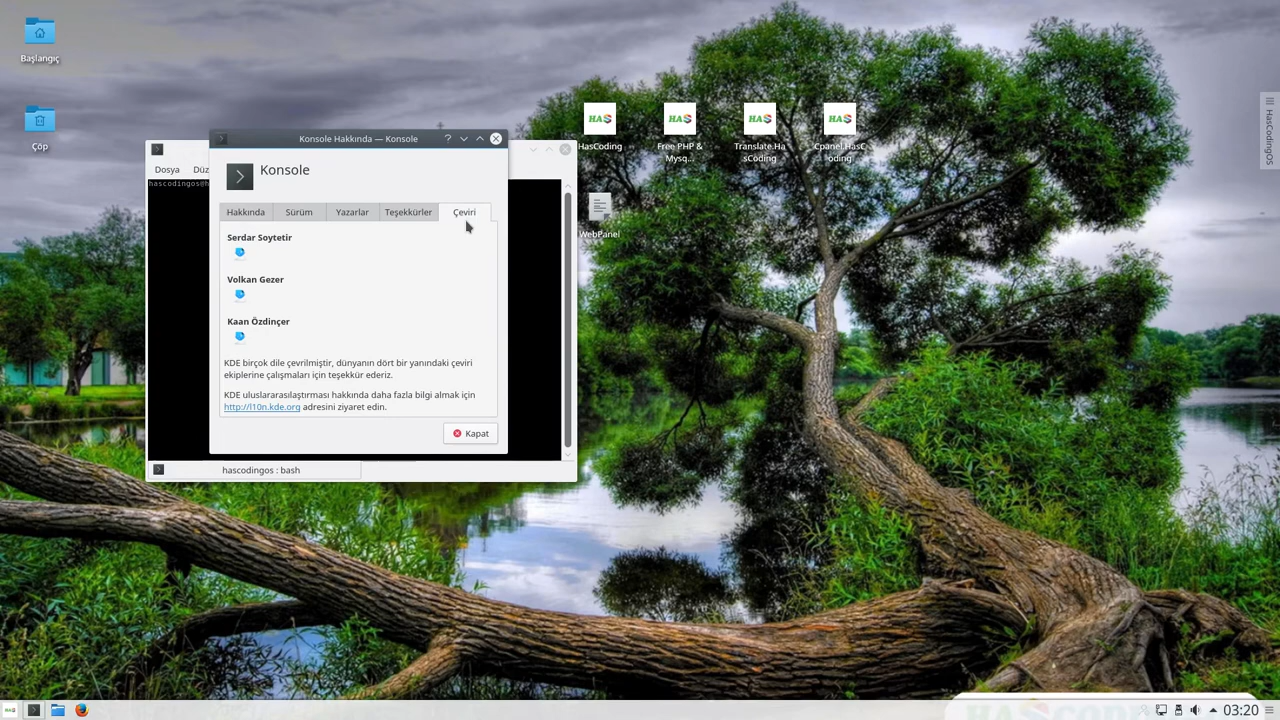 Başlangıç
Çöp
Konsole Hakkında — Konsole
Dosya
Konsole
Hakkında
Sürüm
Yazarlar
Teşekkürler
Çeviri
Serdar Soytetir
Volkan Gezer
Kaan Özdinçer
KDE birçok dile çevrilmiştir, dünyanın dört bir yanındaki çeviri
ekiplerine çalışmaları için teşekkür ederiz.
KDE uluslararasılaştırması hakkında daha fazla bilgi almak için
http://l10n.kde.org adresini ziyaret edin.
Kapat
hascodingos : bash
HAS
HasCoding
HAS
Free PHP &
Mysq...
HAS
Translate.Ha
sCoding
HAS
Cpanel.HasC
oding
WebPanel
HasCodingOS
03:20